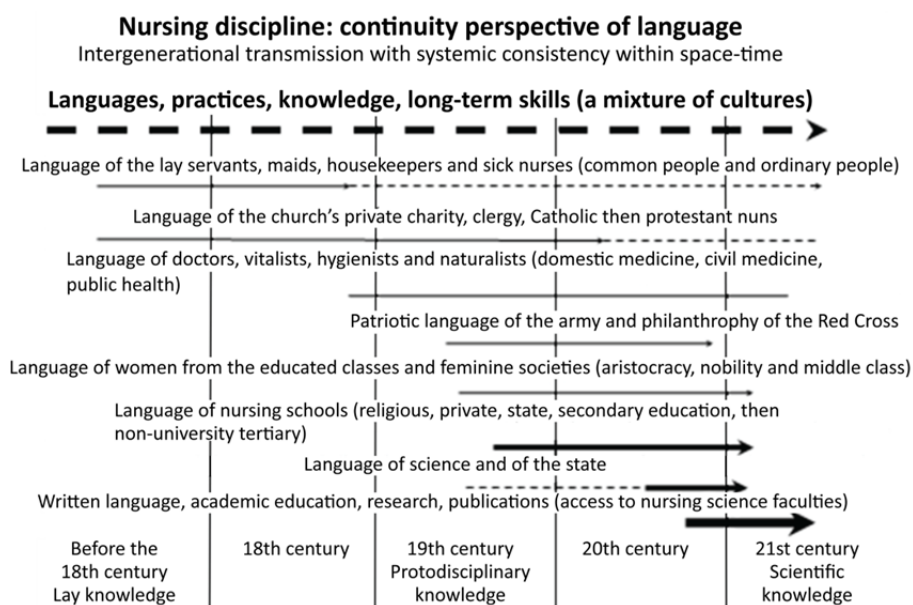 Nursing discipline: continuity perspective of language
Intergenerational transmission with systemic consistency within space-time
Languages, practices, knowledge, long-term skills (a mixture of cultures)
Language of the lay servants, maids, housekeepers and sick nurses (common people and ordinary people)
Language of the church's private charity, clergy, Catholic then protestant nuns
Language of doctors, vitalists, hygienists and naturalists (domestic medicine, civil medicine,
public health)
Patriotic language of the army and philanthrophy of the Red Cross
Language of women from the educated classes and feminine societies (aristocracy, nobility and middle class)
Language of nursing schools (religious, private, state, secondary education, then
non-university tertiary)
Language of science and of the state
Written language, academic education, research, publications (access to nursing science faculties)
Before the
18th century
Lay knowledge
18th century
19th century
Protodisciplinary
knowledge
20th century
21st century
Scientific
knowledge